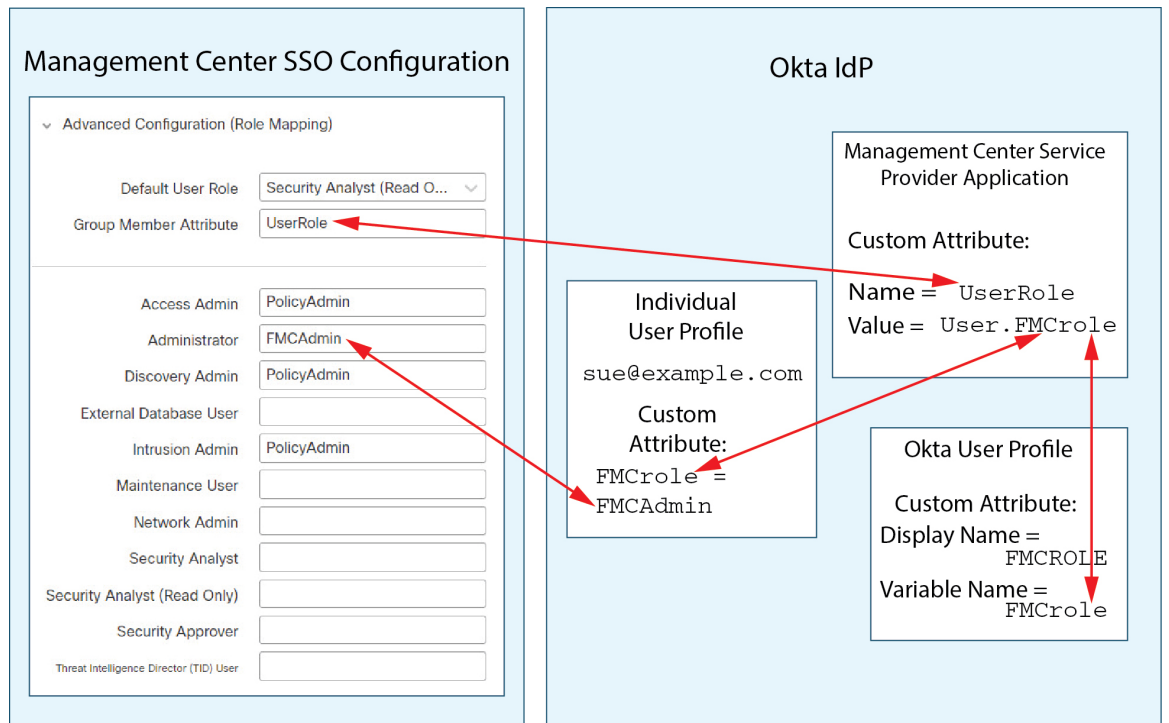 Management Center SSO Configuration
Advanced Configuration (Role Mapping)
Default User Role Security Analyst (Read O...
Group Member Attribute UserRole
Access Admin PolicyAdmin
Administrator FMCAdmin
Discovery Admin PolicyAdmin
External Database User
Intrusion Admin PolicyAdmin
Maintenance User
Network Admin
Security Analyst
Security Analyst (Read Only)
Security Approver
Threat Intelligence Director (TID) User
Okta IdP
Management Center Service
Provider Application
Custom Attribute:
Name = UserRole
Value = User.FMCrole
Individual
User Profile
sue@example.com
Custom
Attribute:
FMCrole =
FMCAdmin
Okta User Profile
Custom Attribute:
Display Name =
FMCROLE
Variable Name =
FMCrole